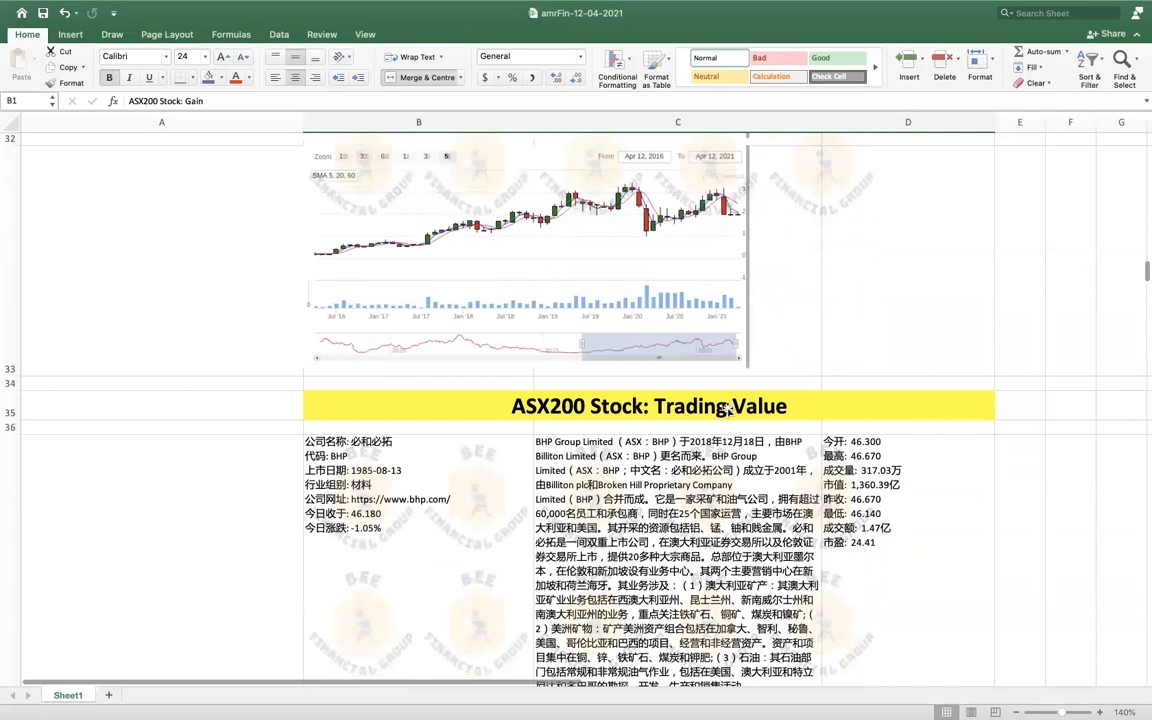 amrFin-12-04-2021
Search Sheet
Home Insert Draw Page Layout Formulas Data Review View
Share
Paste
Cut
Copy
Format
Calibri 24
Wrap Text
Merge & Centre
General
Conditional Formatting
Format as Table
Normal Bad Good
Neutral Calculation Check Cell
Insert Delete Format
Auto-sum
Fill
Clear
Sort & Filter
Find & Select
B1 fx ASX200 Stock: Gain
A B C D E F G
32
Zoom
From Apr 12, 2016 To Apr 12, 2021
SMA 5, 20, 60
Jul '16 Jan '17 Jul '17 Jan '18 Jul '18 Jan '19 Jul '19 Jan '20 Jul '20 Jan '21
33
34
35 ASX200 Stock: Trading Value
36
公司名称: 必和必拓
代码: BHP
上市日期: 1985-08-13
行业组别: 材料
公司网址: https://www.bhp.com/
今日收于: 46.180
今日涨跌: -1.05%
BHP Group Limited（ASX：BHP）于2018年12月18日，由BHP
Billiton Limited（ASX：BHP）更名而来。BHP Group
Limited（ASX：BHP；中文名：必和必拓公司）成立于2001年，
由Billiton plc和Broken Hill Proprietary Company
Limited（BHP）合并而成。它是一家采矿和油气公司，拥有超过
60,000名员工和承包商，同时在25个国家运营，主要市场在澳
大利亚和美国。其开采的资源包括铝、锰、铀和贱金属。必和
必拓是一间双重上市公司，在澳大利亚证券交易所以及伦敦证
券交易所上市，提供20多种大宗商品。总部位于澳大利亚墨尔
本，在伦敦和新加坡设有业务中心。其两个主要营销中心在新
加坡和荷兰海牙。其业务涉及：（1）澳大利亚矿产：其澳大利
亚矿业业务包括在西澳大利亚州、昆士兰州、新南威尔士州和
南澳大利亚州的业务，重点关注铁矿石、铜矿、煤炭和镍矿;（
2）美洲矿物：矿产美洲资产组合包括在加拿大、智利、秘鲁、
美国、哥伦比亚和巴西的项目、经营和非经营资产。资产和项
目集中在铜、锌、铁矿石、煤炭和钾肥;（3）石油：其石油部
门包括常规和非常规油气作业，包括在美国、澳大利亚和特立
今开: 46.300
最高: 46.670
成交量: 317.03万
市值: 1,360.39亿
昨收: 46.670
最低: 46.140
成交额: 1.47亿
市盈: 24.41
BEE FINANCIAL GROUP
Sheet1
140%